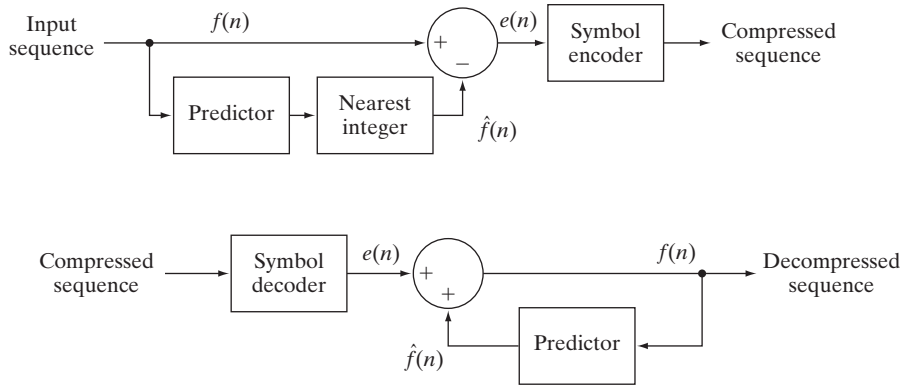 Input
sequence
f(n)
+
−
e(n)
Symbol
encoder
Compressed
sequence
Predictor
Nearest
integer
f̂(n)
Compressed
sequence
Symbol
decoder
e(n)
+
+
f(n)
Decompressed
sequence
f̂(n)
Predictor